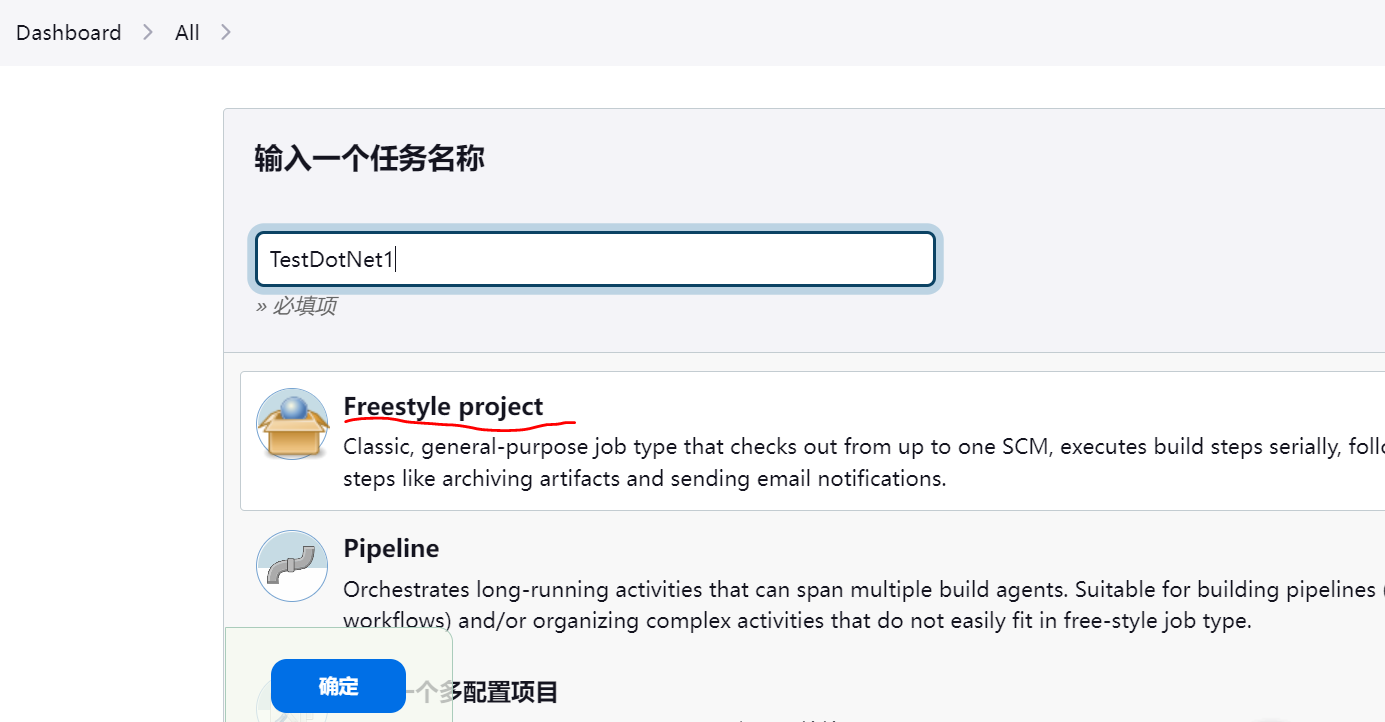 Dashboard > All >
输入一个任务名称
TestDotNet1
» 必填项
Freestyle project
Classic, general-purpose job type that checks out from up to one SCM, executes build steps serially, foll
steps like archiving artifacts and sending email notifications.
Pipeline
Orchestrates long-running activities that can span multiple build agents. Suitable for building pipelines (
workflows) and/or organizing complex activities that do not easily fit in free-style job type.
一个多配置项目
确定